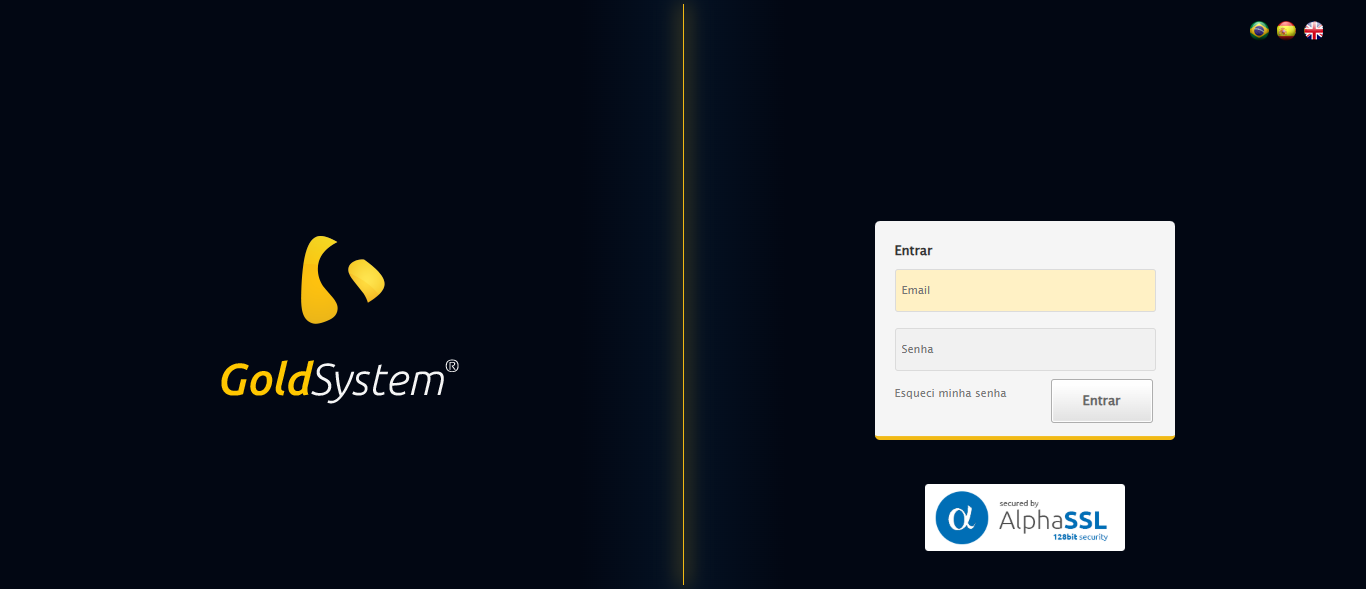 GoldSystem®
Entrar
Email
Senha
Esqueci minha senha
Entrar
α
secured by
AlphaSSL
128bit security